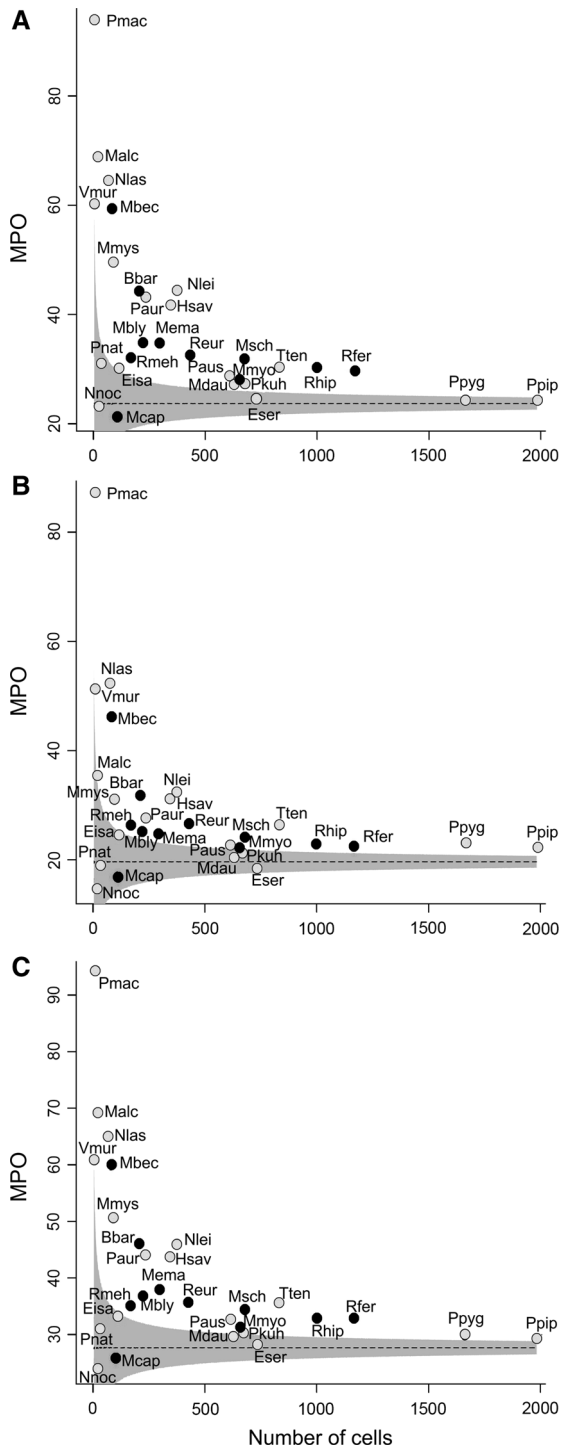 A
Pmac
80
Malc
Nlas
Vmur
60
Mbec
MPO
Mmys
Bbar
Nlei
40
Paur
Hsav
Mbly
Mema
Reur
Msch
Tten
Rfer
Pnat
Rmeh
Paus
Mmyo
Eisa
Mdau
Pkuh
Rhip
Ppyg
Ppip
Nnoc
Mcap
Eser
20
0
500
1000
1500
2000
B
Pmac
80
60
Nlas
Vmur
Mbec
MPO
40
Malc
Mmys
Bbar
Nlei
Hsav
Rmeh
Paur
Reur
Tten
Eisa
Mbly
Mema
Msch
Mmyo
Rhip
Rfer
Ppyg
Ppip
Pnat
Paus
Pkuh
20
Mdau
Mcap
Eser
Nnoc
0
500
1000
1500
2000
C
Pmac
90
70
Malc
Nlas
Vmur
60
Mbec
MPO
50
Mmys
Bbar
Nlei
Paur
Hsav
40
Mema
Rmeh
Reur
Msch
Tten
Eisa
Mbly
Paus
Mmyo
Rfer
Ppyg
Ppip
30
Pnat
Mdau
Pkuh
Rhip
Mcap
Eser
Nnoc
0
500
1000
1500
2000
Number of cells